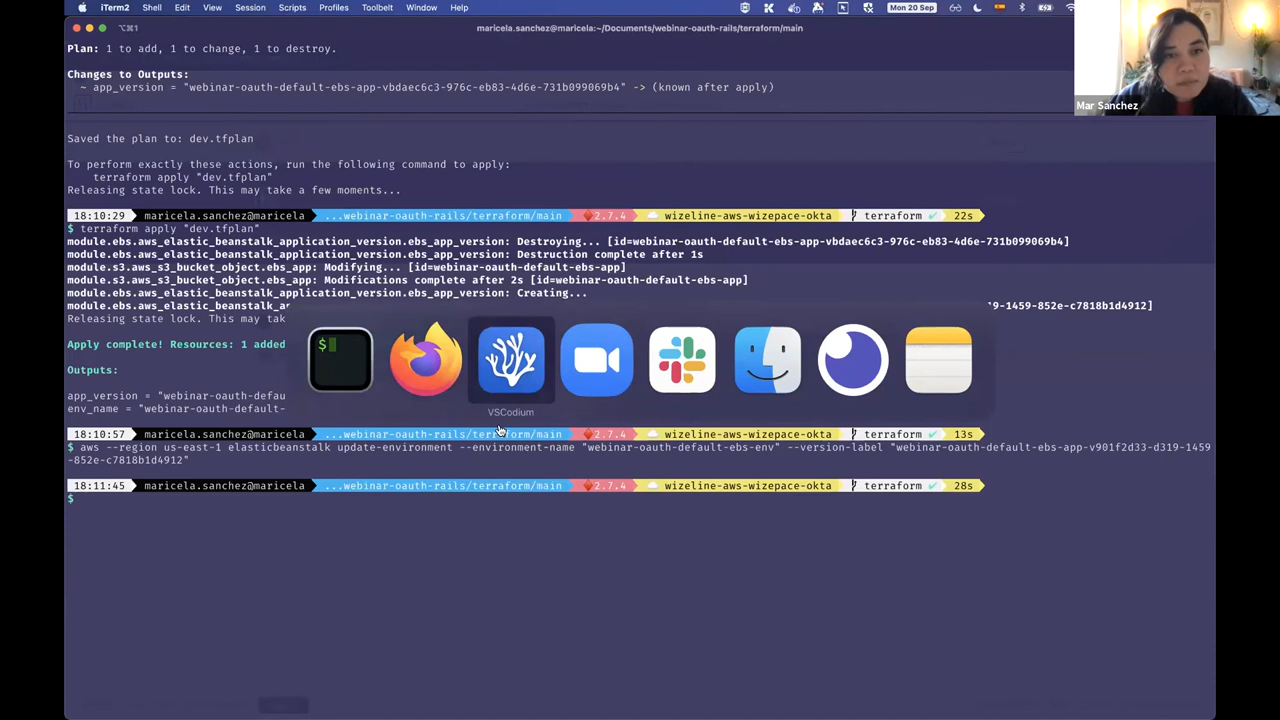 iTerm2 Shell Edit View Session Scripts Profiles Toolbelt Window Help Mon 20 Sep
⌥⌘1 maricela.sanchez@maricela:~/Documents/webinar-oauth-rails/terraform/main
Plan: 1 to add, 1 to change, 1 to destroy.
Changes to Outputs:
~ app_version = "webinar-oauth-default-ebs-app-vbdaec6c3-976c-eb83-4d6e-731b099069b4" -> (known after apply)
Mar Sanchez
Saved the plan to: dev.tfplan
To perform exactly these actions, run the following command to apply:
terraform apply "dev.tfplan"
Releasing state lock. This may take a few moments...
18:10:29 maricela.sanchez@maricela ...webinar-oauth-rails/terraform/main 2.7.4 wizeline-aws-wizepace-okta terraform ✓ 22s
$ terraform apply "dev.tfplan"
module.ebs.aws_elastic_beanstalk_application_version.ebs_app_version: Destroying... [id=webinar-oauth-default-ebs-app-vbdaec6c3-976c-eb83-4d6e-731b099069b4]
module.ebs.aws_elastic_beanstalk_application_version.ebs_app_version: Destruction complete after 1s
module.s3.aws_s3_bucket_object.ebs_app: Modifying... [id=webinar-oauth-default-ebs-app]
module.s3.aws_s3_bucket_object.ebs_app: Modifications complete after 2s [id=webinar-oauth-default-ebs-app]
module.ebs.aws_elastic_beanstalk_application_version.ebs_app_version: Creating...
module.ebs.aws_elastic_beanstalk_a 19-1459-852e-c7818b1d4912]
Releasing state lock. This may tak
Apply complete! Resources: 1 added
Outputs:
app_version = "webinar-oauth-defau
env_name = "webinar-oauth-default-
$
VSCodium
18:10:57 maricela.sanchez@maricela ...webinar-oauth-rails/terraform/main 2.7.4 wizeline-aws-wizepace-okta terraform ✓ 13s
$ aws --region us-east-1 elasticbeanstalk update-environment --environment-name "webinar-oauth-default-ebs-env" --version-label "webinar-oauth-default-ebs-app-v901f2d33-d319-1459
-852e-c7818b1d4912"
18:11:45 maricela.sanchez@maricela ...webinar-oauth-rails/terraform/main 2.7.4 wizeline-aws-wizepace-okta terraform ✓ 28s
$